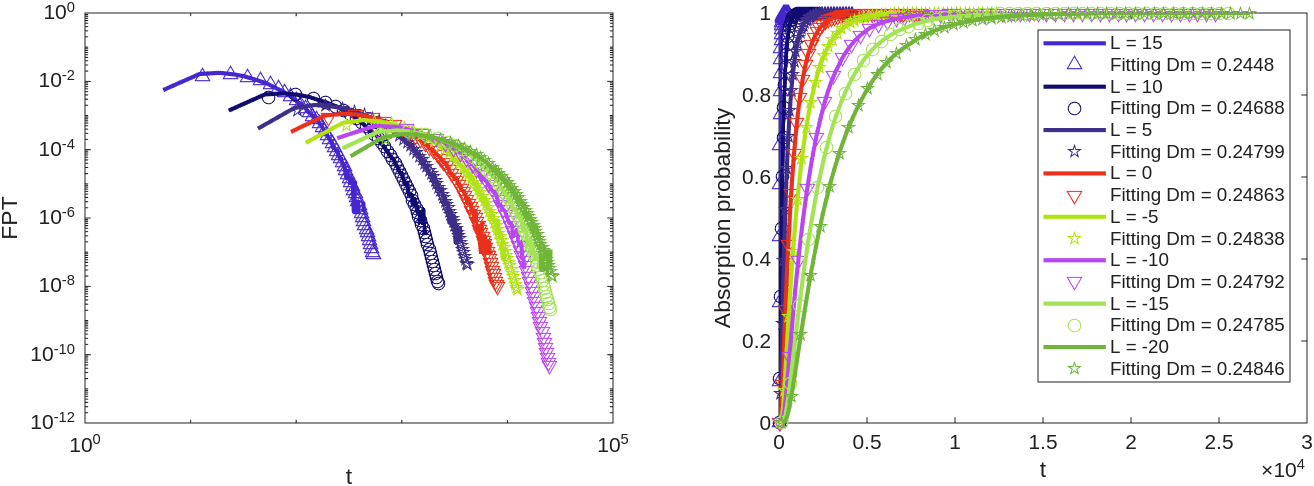 10^0
10^-2
10^-4
10^-6
10^-8
10^-10
10^-12
FPT
10^0
10^5
t
1
0.8
0.6
0.4
0.2
0
Absorption probability
0
0.5
1
1.5
2
2.5
3
×10^4
t
L = 15
Fitting Dm = 0.2448
L = 10
Fitting Dm = 0.24688
L = 5
Fitting Dm = 0.24799
L = 0
Fitting Dm = 0.24863
L = -5
Fitting Dm = 0.24838
L = -10
Fitting Dm = 0.24792
L = -15
Fitting Dm = 0.24785
L = -20
Fitting Dm = 0.24846